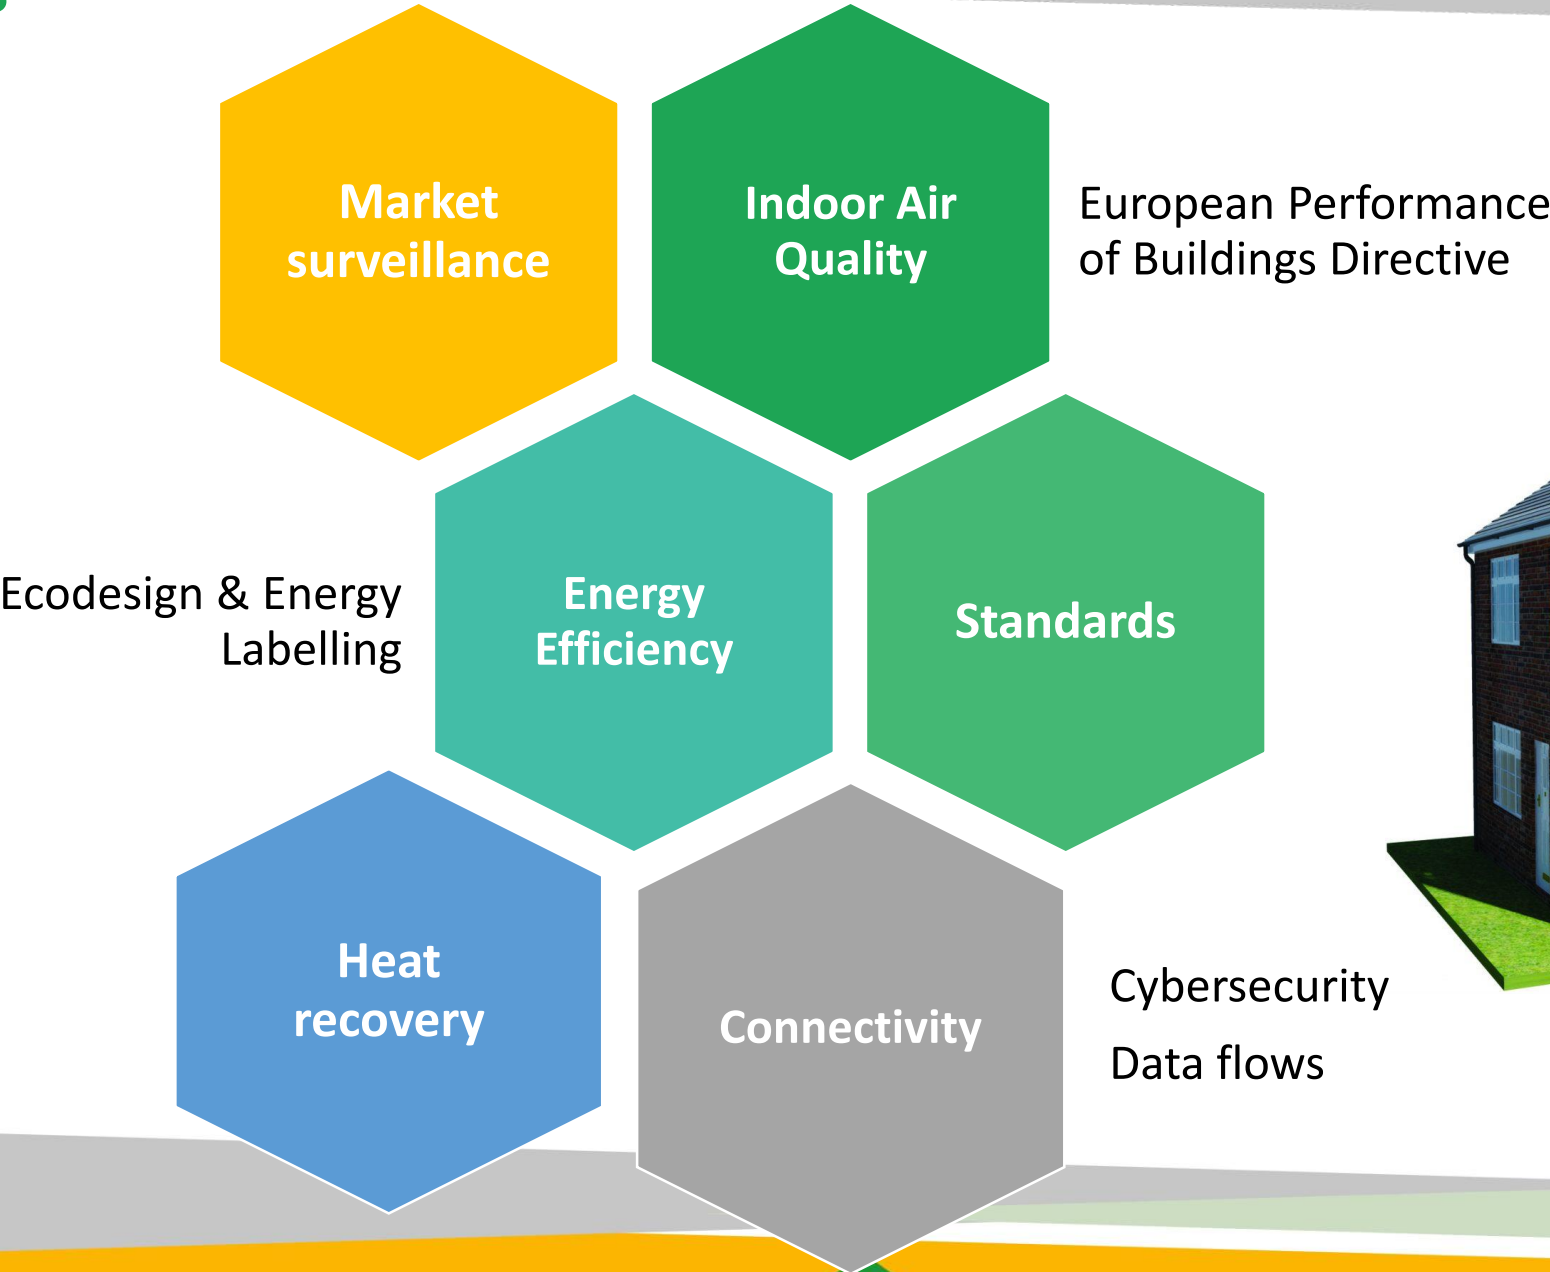 Market
surveillance
Indoor Air
Quality
European Performance
of Buildings Directive
Ecodesign & Energy
Labelling
Energy
Efficiency
Standards
Heat
recovery
Connectivity
Cybersecurity
Data flows